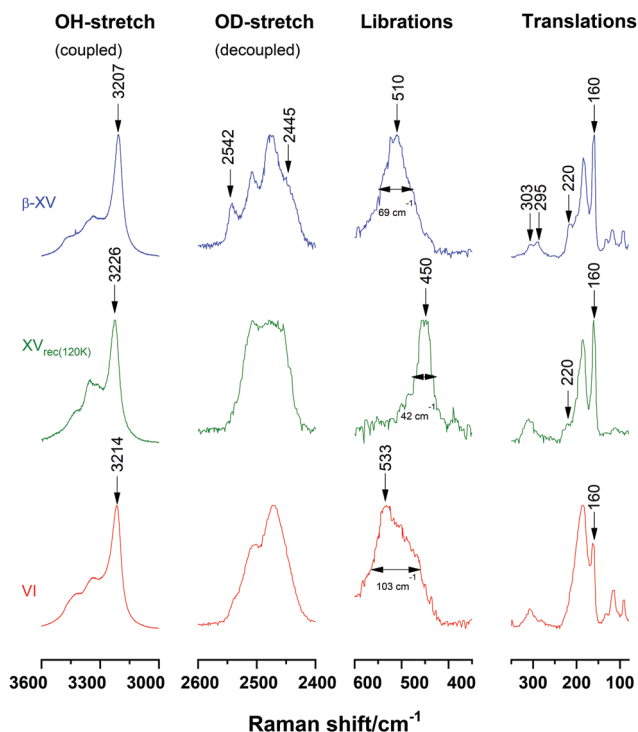 OH-stretch OD-stretch Librations Translations
(coupled) (decoupled)
3207 2542 2445 510 303 295 220 160
β-XV
69 cm-1
3226 450 220 160
XVrec(120K)
42 cm-1
3214 533 160
VI
103 cm-1
3600 3300 3000 2600 2500 2400 600 500 400 300 200 100
Raman shift/cm-1